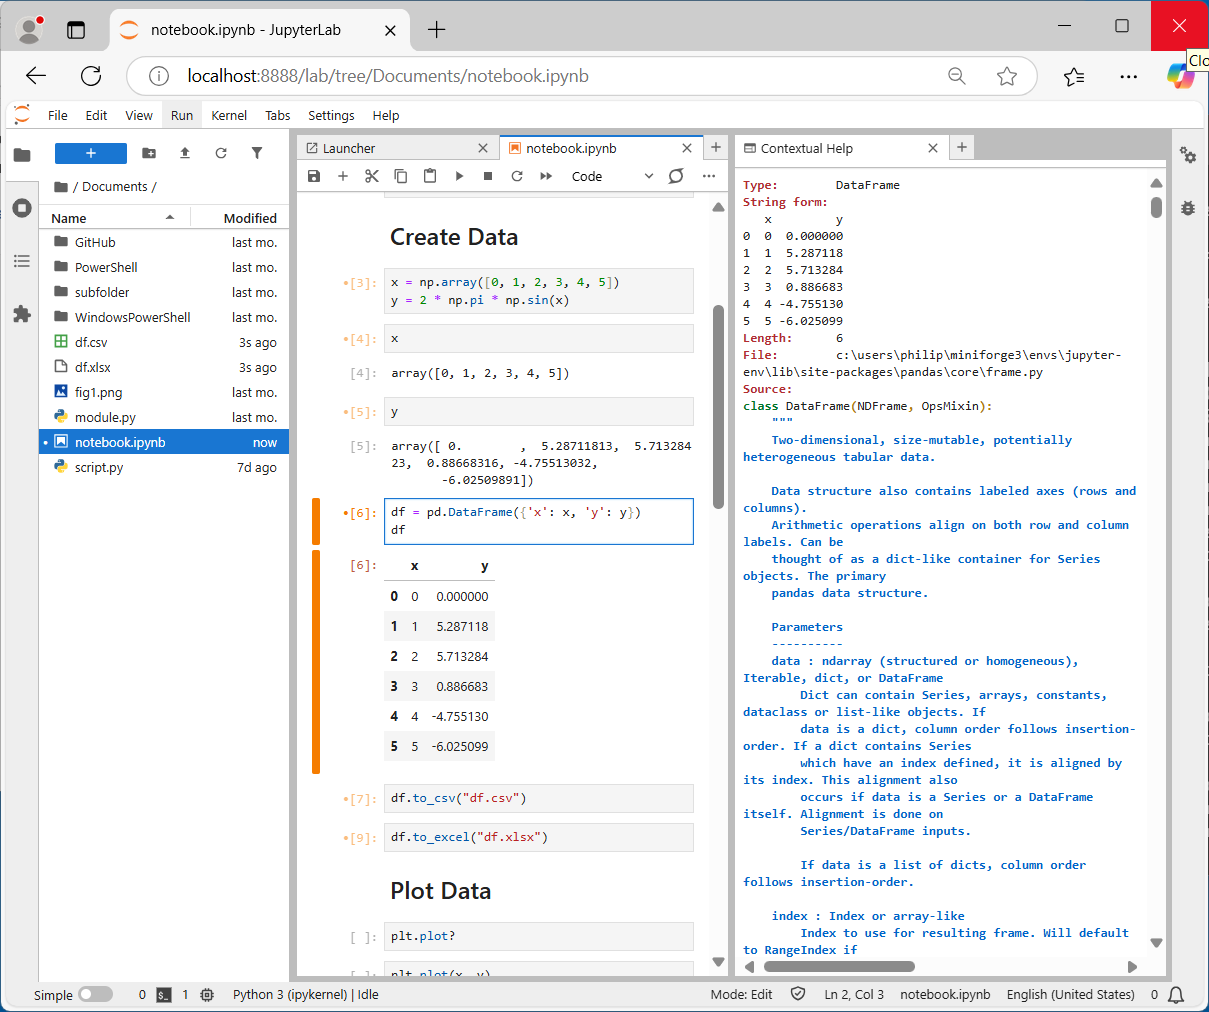 notebook.ipynb - JupyterLab
Clo
localhost:8888/lab/tree/Documents/notebook.ipynb
File Edit View Run Kernel Tabs Settings Help
/ Documents /
Name Modified
GitHub last mo.
PowerShell last mo.
subfolder last mo.
WindowsPowerShell last mo.
df.csv 3s ago
df.xlsx 3s ago
fig1.png last mo.
module.py last mo.
notebook.ipynb now
script.py 7d ago
Launcher
notebook.ipynb
Code
Create Data
[3]: x = np.array([0, 1, 2, 3, 4, 5])
y = 2 * np.pi * np.sin(x)
[4]: x
[4]: array([0, 1, 2, 3, 4, 5])
[5]: y
[5]: array([ 0.        ,  5.28711813,  5.713284
23,  0.88668316, -4.75513032,
-6.02509891])
[6]: df = pd.DataFrame({'x': x, 'y': y})
df
[6]: x y
0 0 0.000000
1 1 5.287118
2 2 5.713284
3 3 0.886683
4 4 -4.755130
5 5 -6.025099
[7]: df.to_csv("df.csv")
[9]: df.to_excel("df.xlsx")
Plot Data
[ ]: plt.plot?
[ ]: plt.plot(x, y)
Contextual Help
Type: DataFrame
String form:
x y
0 0 0.000000
1 1 5.287118
2 2 5.713284
3 3 0.886683
4 4 -4.755130
5 5 -6.025099
Length: 6
File: c:\users\philip\miniforge3\envs\jupyter-
env\lib\site-packages\pandas\core\frame.py
Source:
class DataFrame(NDFrame, OpsMixin):
"""
Two-dimensional, size-mutable, potentially
heterogeneous tabular data.
Data structure also contains labeled axes (rows and
columns).
Arithmetic operations align on both row and column
labels. Can be
thought of as a dict-like container for Series
objects. The primary
pandas data structure.
Parameters
----------
data : ndarray (structured or homogeneous),
Iterable, dict, or DataFrame
Dict can contain Series, arrays, constants,
dataclass or list-like objects. If
data is a dict, column order follows insertion-
order. If a dict contains Series
which have an index defined, it is aligned by
its index. This alignment also
occurs if data is a Series or a DataFrame
itself. Alignment is done on
Series/DataFrame inputs.
If data is a list of dicts, column order
follows insertion-order.
index : Index or array-like
Index to use for resulting frame. Will default
to RangeIndex if
Simple 0 $_ 1 Python 3 (ipykernel) | Idle Mode: Edit Ln 2, Col 3 notebook.ipynb English (United States) 0